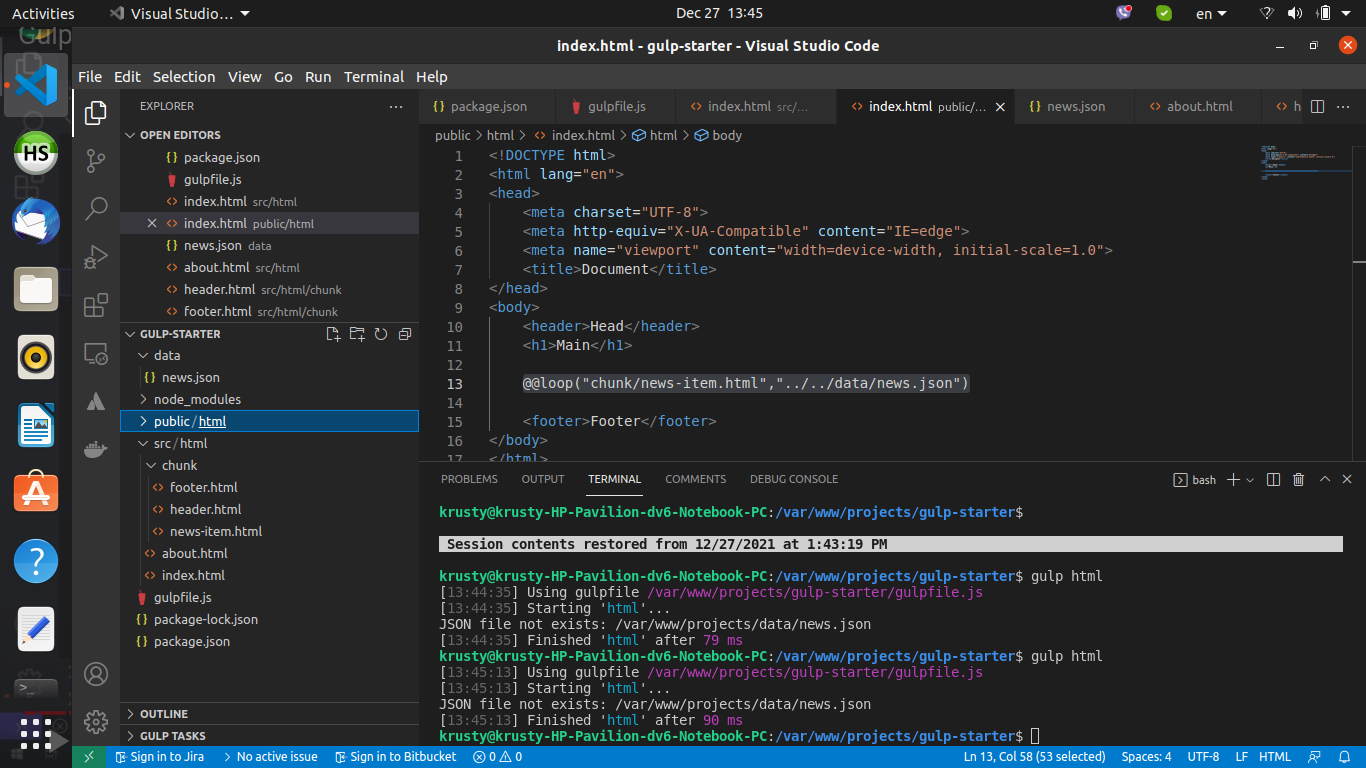 Activities
Visual Studio…
Dec 27  13:45
en
Gulp
index.html - gulp-starter - Visual Studio Code
File Edit Selection View Go Run Terminal Help
EXPLORER
OPEN EDITORS
package.json
gulpfile.js
index.html src/html
index.html public/html
news.json data
about.html src/html
header.html src/html/chunk
footer.html src/html/chunk
GULP-STARTER
data
news.json
node_modules
public/html
src/html
chunk
footer.html
header.html
news-item.html
about.html
index.html
gulpfile.js
package-lock.json
package.json
OUTLINE
GULP TASKS
HS
package.json
gulpfile.js
index.html src/...
index.html public/...
news.json
about.html
h
public > html > index.html > html > body
1 <!DOCTYPE html>
2 <html lang="en">
3 <head>
4 <meta charset="UTF-8">
5 <meta http-equiv="X-UA-Compatible" content="IE=edge">
6 <meta name="viewport" content="width=device-width, initial-scale=1.0">
7 <title>Document</title>
8 </head>
9 <body>
10 <header>Head</header>
11 <h1>Main</h1>
12
13 @@loop("chunk/news-item.html","../../data/news.json")
14
15 <footer>Footer</footer>
16 </body>
17 </html>
PROBLEMS OUTPUT TERMINAL COMMENTS DEBUG CONSOLE
bash
krusty@krusty-HP-Pavilion-dv6-Notebook-PC:/var/www/projects/gulp-starter$
Session contents restored from 12/27/2021 at 1:43:19 PM
krusty@krusty-HP-Pavilion-dv6-Notebook-PC:/var/www/projects/gulp-starter$ gulp html
[13:44:35] Using gulpfile /var/www/projects/gulp-starter/gulpfile.js
[13:44:35] Starting 'html'...
JSON file not exists: /var/www/projects/data/news.json
[13:44:35] Finished 'html' after 79 ms
krusty@krusty-HP-Pavilion-dv6-Notebook-PC:/var/www/projects/gulp-starter$ gulp html
[13:45:13] Using gulpfile /var/www/projects/gulp-starter/gulpfile.js
[13:45:13] Starting 'html'...
JSON file not exists: /var/www/projects/data/news.json
[13:45:13] Finished 'html' after 90 ms
krusty@krusty-HP-Pavilion-dv6-Notebook-PC:/var/www/projects/gulp-starter$
Sign in to Jira
No active issue
Sign in to Bitbucket
0 0
Ln 13, Col 58 (53 selected)
Spaces: 4
UTF-8
LF
HTML